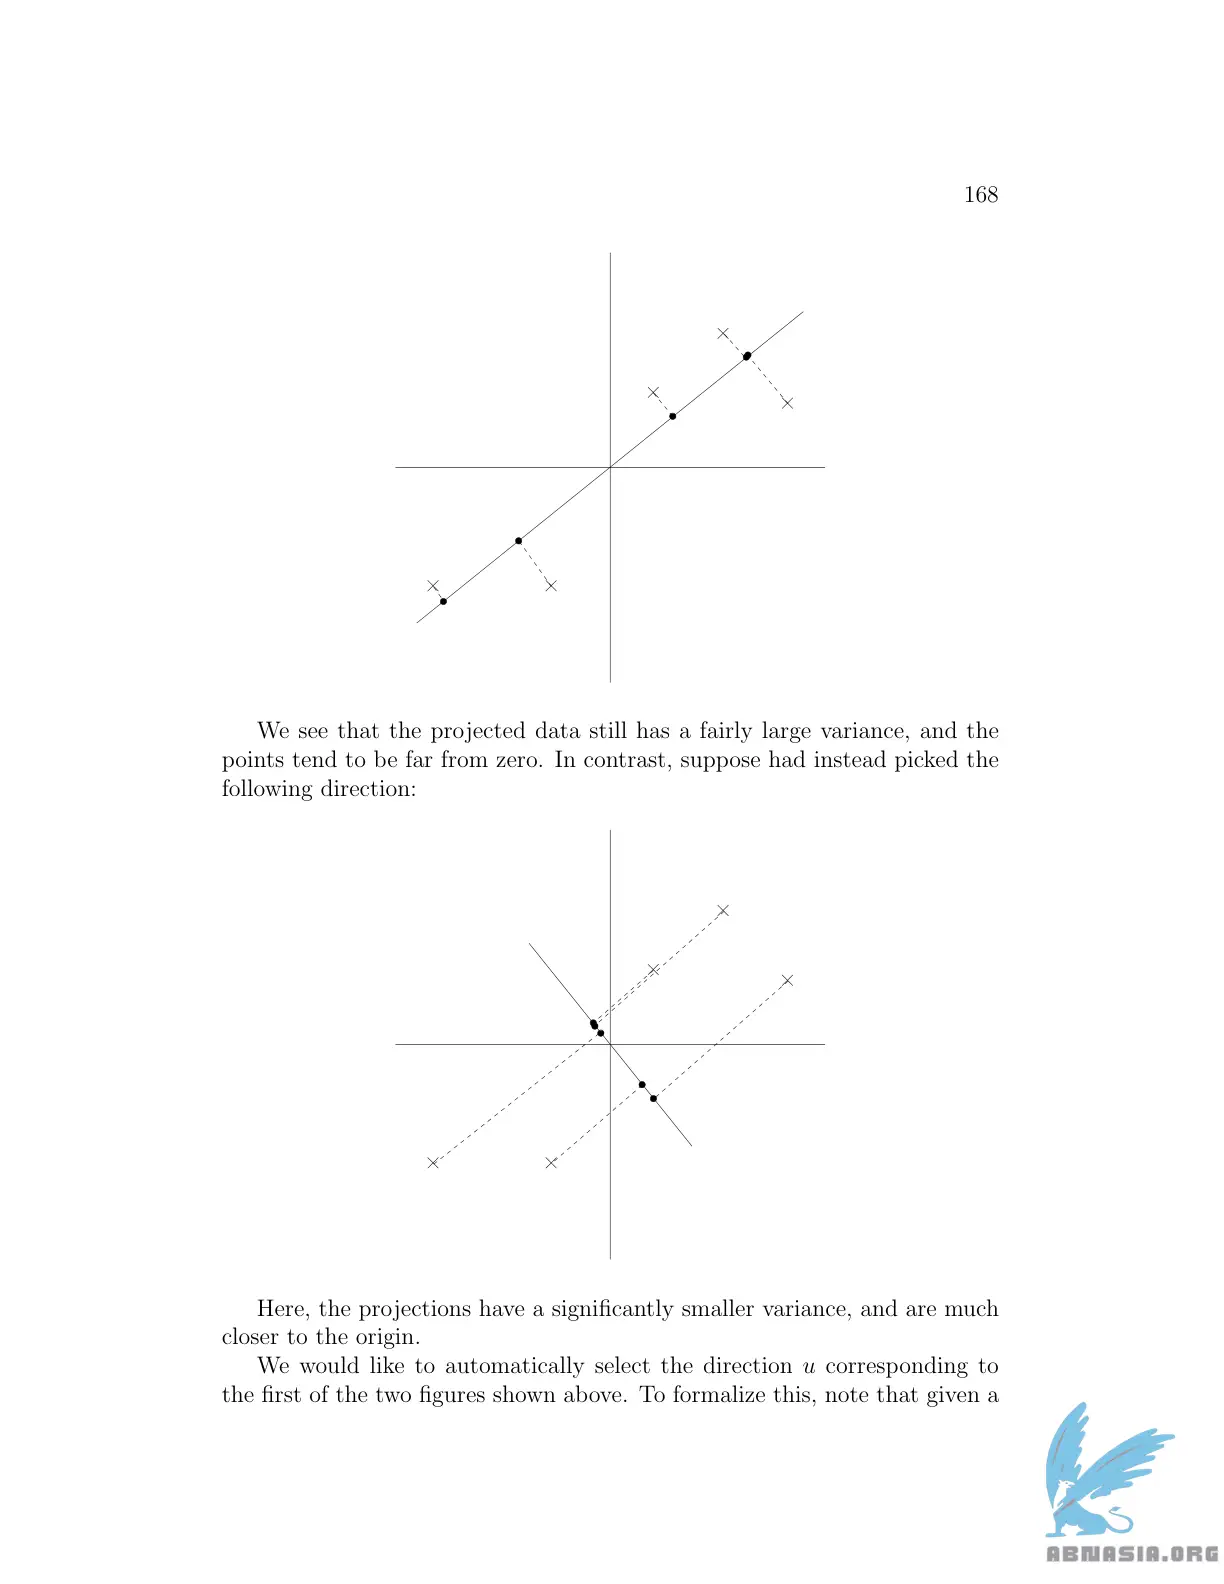 168
We see that the projected data still has a fairly large variance, and the
points tend to be far from zero. In contrast, suppose had instead picked the
following direction:
Here, the projections have a significantly smaller variance, and are much
closer to the origin.
We would like to automatically select the direction u corresponding to
the first of the two figures shown above. To formalize this, note that given a
ABNASIA.ORG